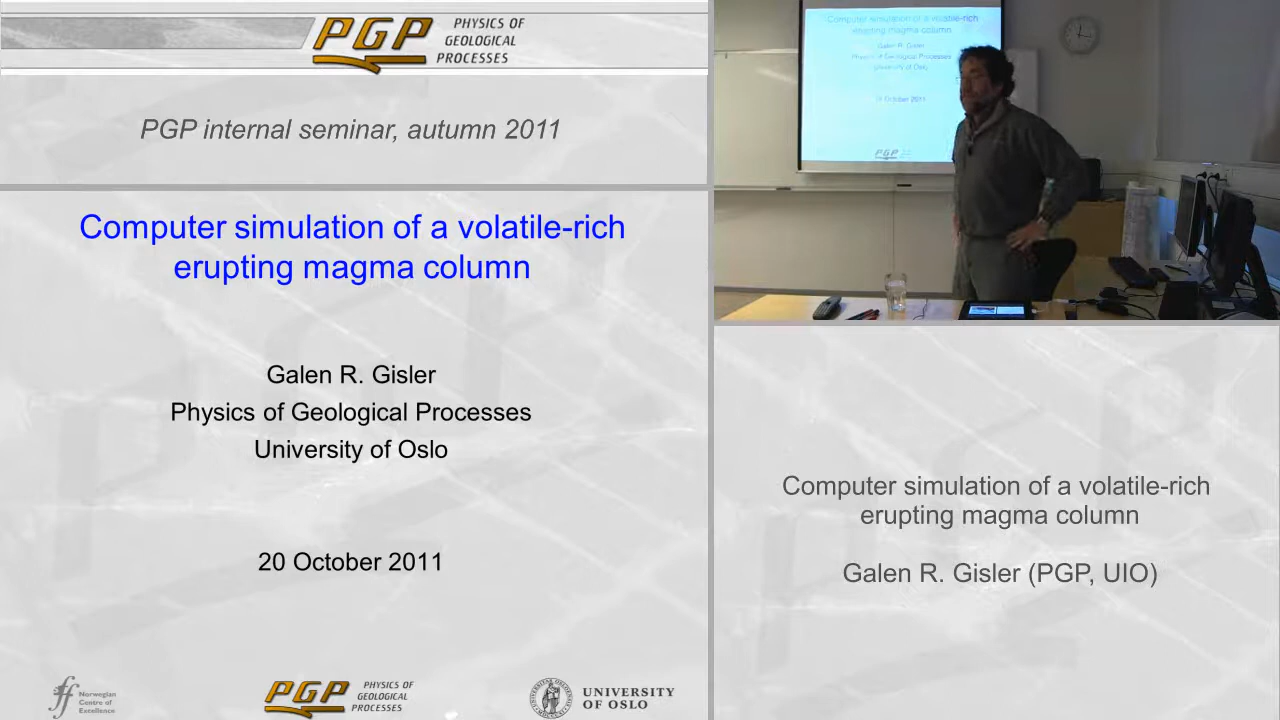 PGP
PHYSICS OF
GEOLOGICAL
PROCESSES
PGP internal seminar, autumn 2011
Computer simulation of a volatile-rich
erupting magma column
Galen R. Gisler
Physics of Geological Processes
University of Oslo
20 October 2011
Norwegian
Centre of
Excellence
PGP
PHYSICS OF
GEOLOGICAL
PROCESSES
UNIVERSITY
OF OSLO
Computer simulation of a volatile-rich
erupting magma column
Galen R. Gisler
Physics of Geological Processes
University of Oslo
October 2011
PGP
Computer simulation of a volatile-rich
erupting magma column
Galen R. Gisler (PGP, UIO)